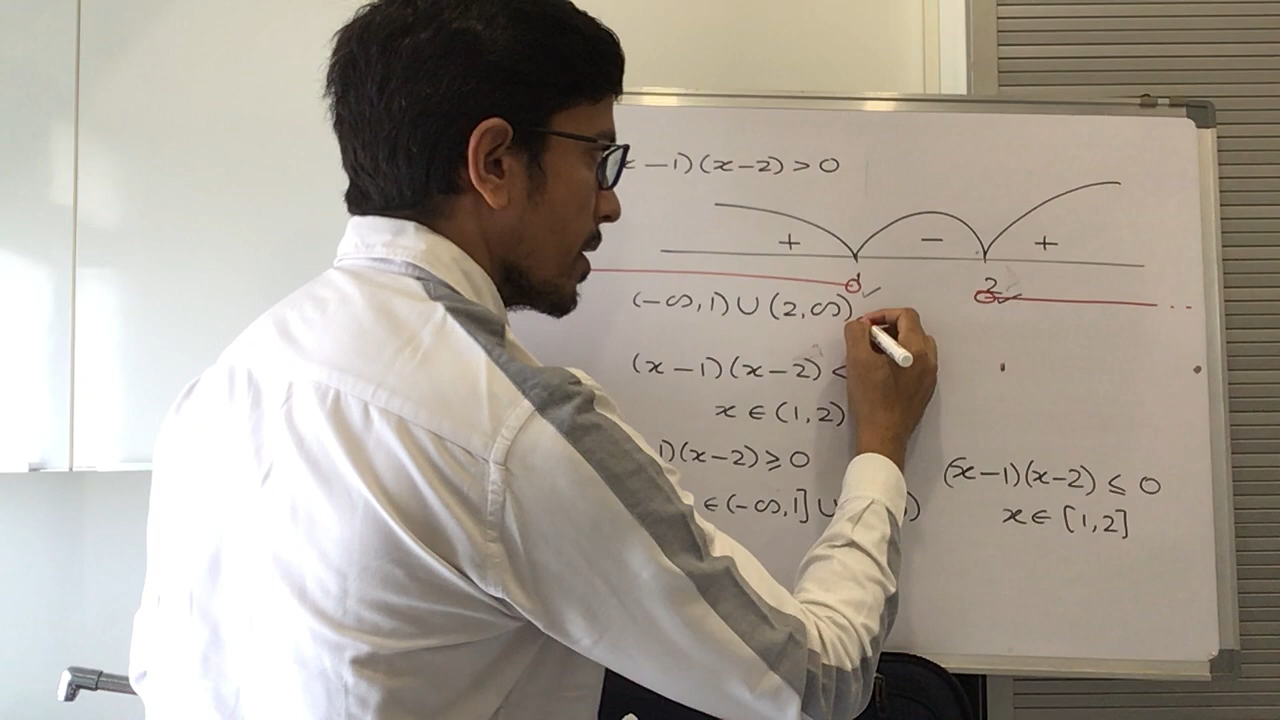 x-1)(x-2)>0
+ - +
1 2
(-∞,1)∪(2,∞)
(x-1)(x-2)<
x∈(1,2)
1)(x-2)≥0
∈(-∞,1]∪ )
(x-1)(x-2)≤0
x∈[1,2]